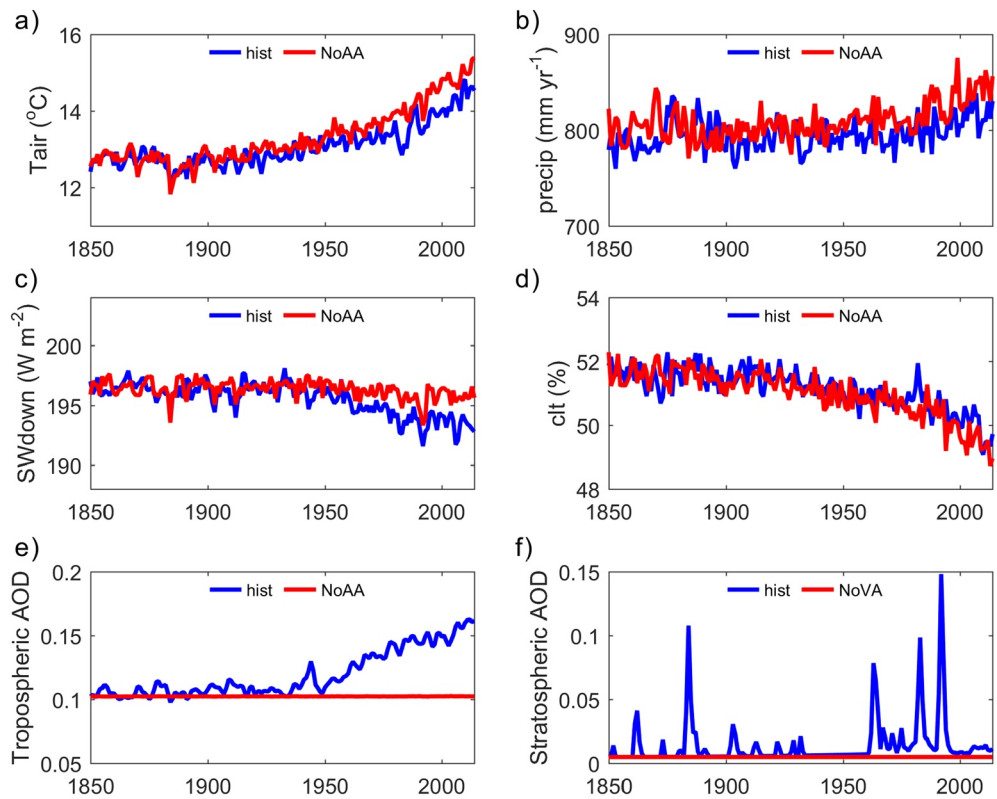 a)
16
14
12
Tair (°C)
hist NoAA
1850 1900 1950 2000
b)
900
800
700
precip (mm yr⁻¹)
hist NoAA
1850 1900 1950 2000
c)
200
195
190
SWdown (W m⁻²)
hist NoAA
1850 1900 1950 2000
d)
54
52
50
48
clt (%)
hist NoAA
1850 1900 1950 2000
e)
0.2
0.15
0.1
0.05
Tropospheric AOD
hist NoAA
1850 1900 1950 2000
f)
0.15
0.1
0.05
0
Stratospheric AOD
hist NoVA
1850 1900 1950 2000